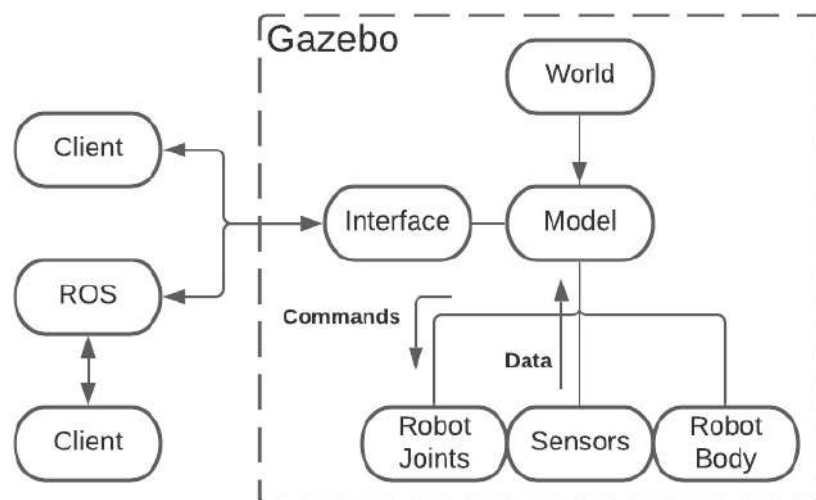 Gazebo
World
Client
Interface
Model
ROS
Commands
Data
Client
Robot
Joints
Sensors
Robot
Body